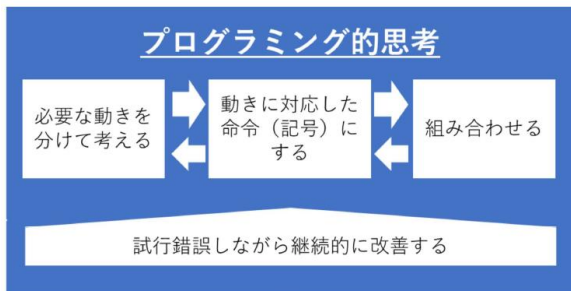 プログラミング的思考
必要な動きを
分けて考える
動きに対応した
命令（記号）に
する
組み合わせる
試行錯誤しながら継続的に改善する